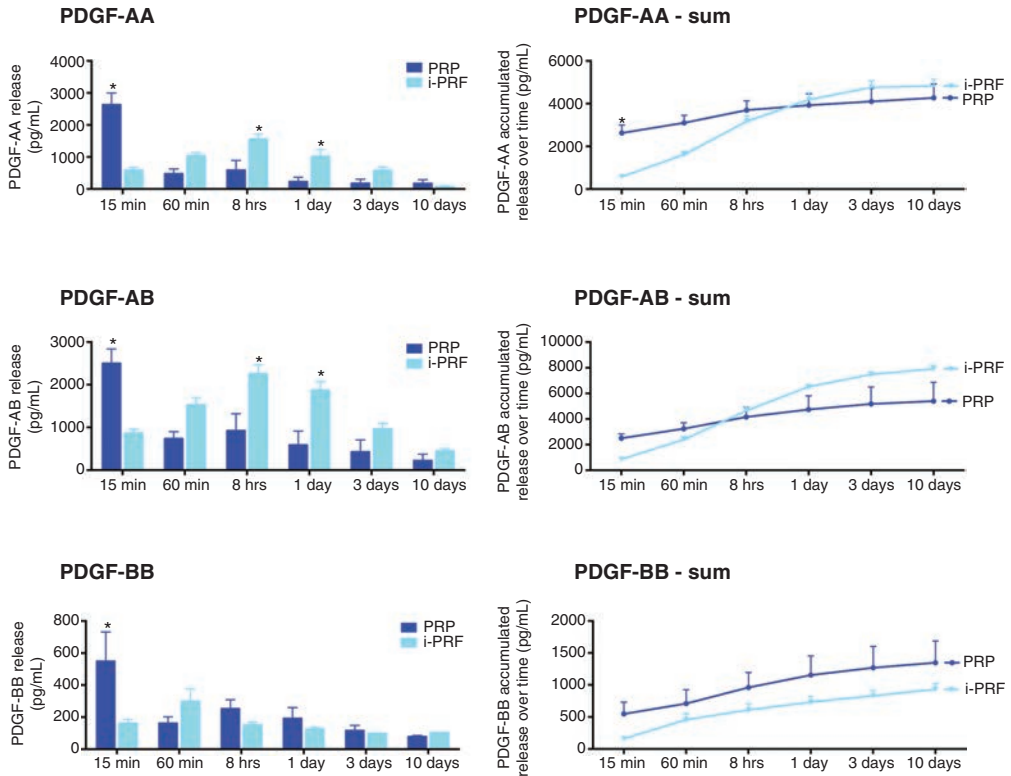 PDGF-AA
PDGF-AA release
(pg/mL)
4000
3000
2000
1000
0
*
*
*
PRP
i-PRF
15 min 60 min 8 hrs 1 day 3 days 10 days
PDGF-AA - sum
PDGF-AA accumulated
release over time (pg/mL)
6000
4000
2000
0
*
i-PRF
PRP
15 min 60 min 8 hrs 1 day 3 days 10 days
PDGF-AB
PDGF-AB release
(pg/mL)
3000
2000
1000
0
*
*
*
PRP
i-PRF
15 min 60 min 8 hrs 1 day 3 days 10 days
PDGF-AB - sum
PDGF-AB accumulated
release over time (pg/mL)
10000
8000
6000
4000
2000
0
i-PRF
PRP
15 min 60 min 8 hrs 1 day 3 days 10 days
PDGF-BB
PDGF-BB release
(pg/mL)
800
600
400
200
0
*
PRP
i-PRF
15 min 60 min 8 hrs 1 day 3 days 10 days
PDGF-BB - sum
PDGF-BB accumulated
release over time (pg/mL)
2000
1500
1000
500
0
PRP
i-PRF
15 min 60 min 8 hrs 1 day 3 days 10 days